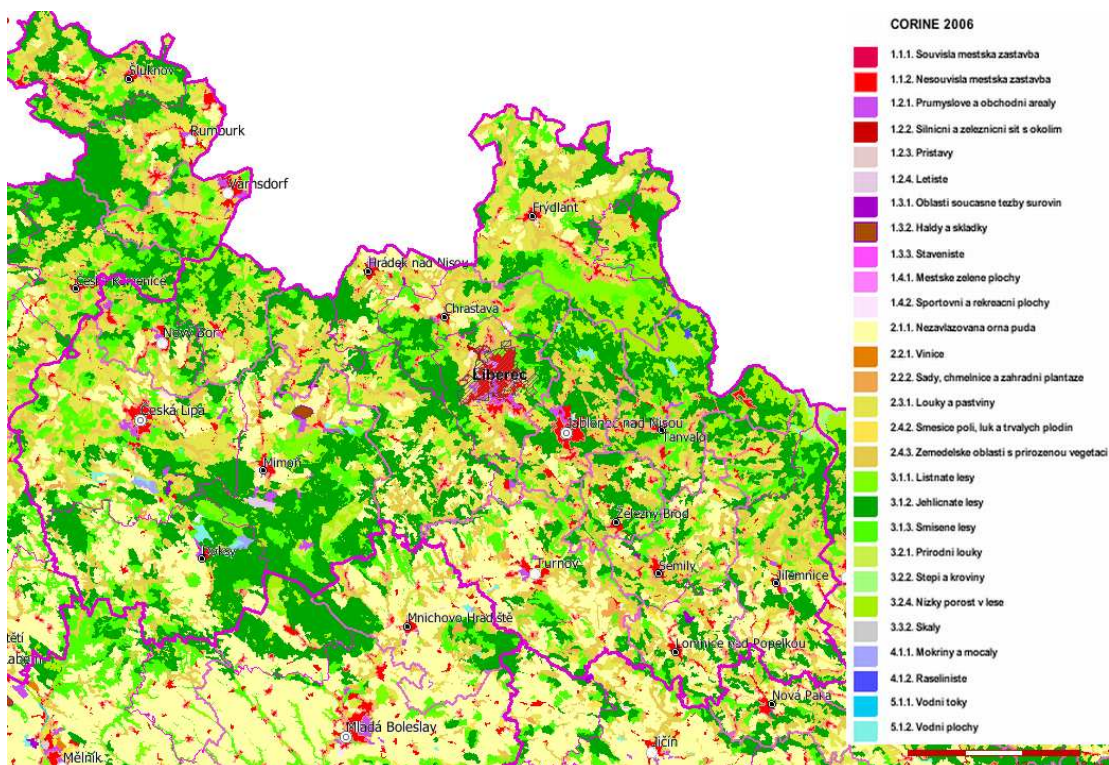 Šluknov
Rumburk
Varnsdorf
Frýdlant
Hrádek nad Nisou
Česká Kamenice
Chrastava
Nový Bor
Liberec
Česká Lípa
Jablonec nad Nisou
Tanvald
Mimoň
Železný Brod
Doksy
Turnov
Semily
Jilemnice
Mnichovo Hradiště
Lomnice nad Popelkou
Nová Paka
Mladá Boleslav
Jičín
Mělník
CORINE 2006
1.1.1. Souvisla mestska zastavba
1.1.2. Nesouvisla mestska zastavba
1.2.1. Prumyslove a obchodni arealy
1.2.2. Silnicni a zeleznicni sit s okolim
1.2.3. Pristavy
1.2.4. Letiste
1.3.1. Oblasti soucasne tezby surovin
1.3.2. Haldy a skladky
1.3.3. Staveniste
1.4.1. Mestske zelene plochy
1.4.2. Sportovni a rekreacni plochy
2.1.1. Nezavlazovana orna puda
2.2.1. Vinice
2.2.2. Sady, chmelnice a zahradni plantaze
2.3.1. Louky a pastviny
2.4.2. Smesice poli, luk a trvalych plodin
2.4.3. Zemedelske oblasti s prirozenou vegetaci
3.1.1. Listnate lesy
3.1.2. Jehlicnate lesy
3.1.3. Smisene lesy
3.2.1. Prirodni louky
3.2.2. Stepi a kroviny
3.2.4. Nizky porost v lese
3.3.2. Skaly
4.1.1. Mokriny a mocaly
4.1.2. Raseliniste
5.1.1. Vodni toky
5.1.2. Vodni plochy